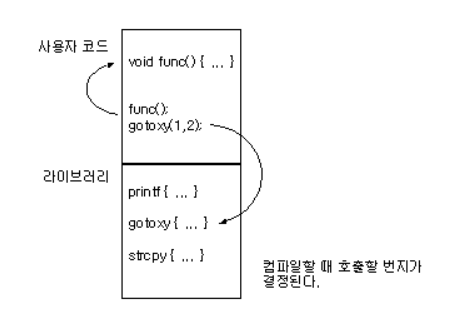 사용자 코드
void func() { ... }
func();
gotoxy(1,2);
라이브러리
printf { ... }
gotoxy { ... }
strcpy { ... }
컴파일할 때 호출할 번지가
결정된다.